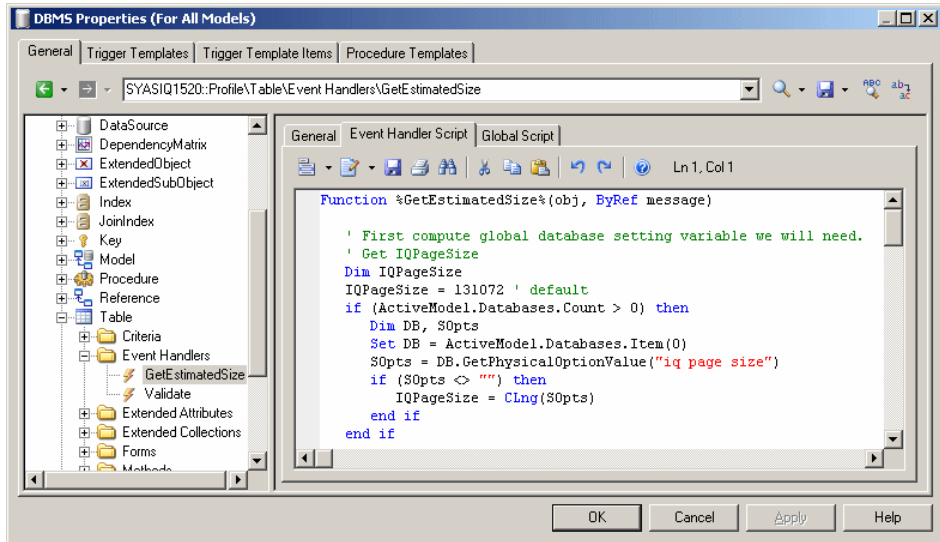 DBMS Properties (For All Models)
General Trigger Templates Trigger Template Items Procedure Templates
SYASIQ1520::Profile\Table\Event Handlers\GetEstimatedSize
DataSource
DependencyMatrix
ExtendedObject
ExtendedSubObject
Index
JoinIndex
Key
Model
Procedure
Reference
Table
Criteria
Event Handlers
GetEstimatedSize
Validate
Extended Attributes
Extended Collections
Forms
Methods
General Event Handler Script Global Script
Ln 1, Col 1
Function %GetEstimatedSize%(obj, ByRef message)
' First compute global database setting variable we will need.
' Get IQPageSize
Dim IQPageSize
IQPageSize = 131072 ' default
if (ActiveModel.Databases.Count > 0) then
Dim DB, SOpts
Set DB = ActiveModel.Databases.Item(0)
SOpts = DB.GetPhysicalOptionValue("iq page size")
if (SOpts <> "") then
IQPageSize = CLng(SOpts)
end if
end if
OK Cancel Apply Help